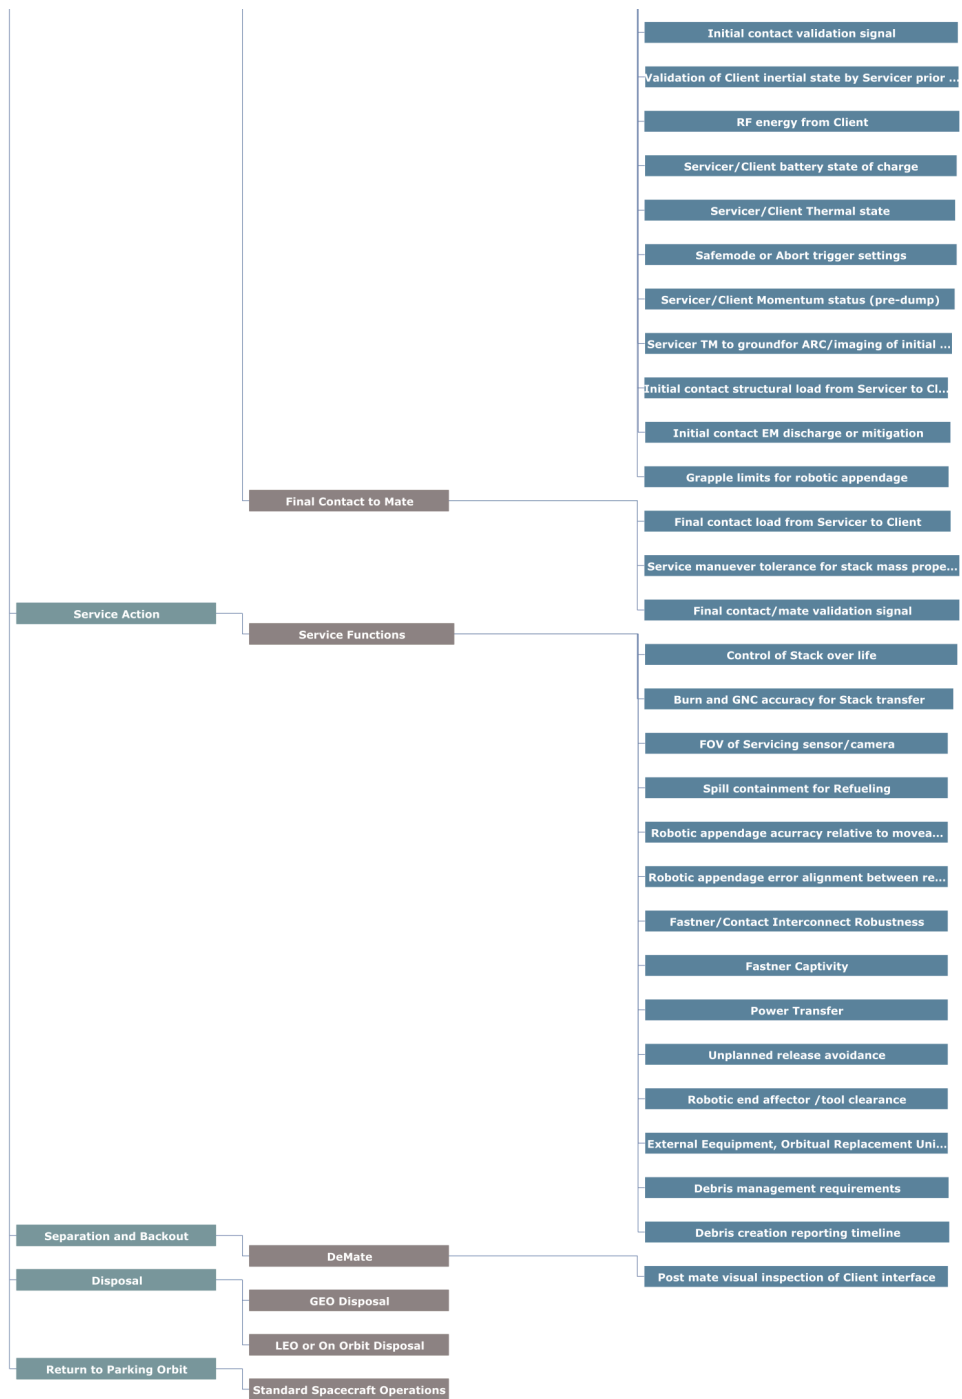 Initial contact validation signal
Validation of Client inertial state by Servicer prior ...
RF energy from Client
Servicer/Client battery state of charge
Servicer/Client Thermal state
Safemode or Abort trigger settings
Servicer/Client Momentum status (pre-dump)
Servicer TM to groundfor ARC/imaging of initial ...
Initial contact structural load from Servicer to Cl...
Initial contact EM discharge or mitigation
Grapple limits for robotic appendage
Final Contact to Mate
Final contact load from Servicer to Client
Service manuever tolerance for stack mass prope...
Final contact/mate validation signal
Service Action
Service Functions
Control of Stack over life
Burn and GNC accuracy for Stack transfer
FOV of Servicing sensor/camera
Spill containment for Refueling
Robotic appendage acurracy relative to movea...
Robotic appendage error alignment between re...
Fastner/Contact Interconnect Robustness
Fastner Captivity
Power Transfer
Unplanned release avoidance
Robotic end affector /tool clearance
External Eequipment, Orbitual Replacement Uni...
Debris management requirements
Debris creation reporting timeline
Separation and Backout
DeMate
Post mate visual inspection of Client interface
Disposal
GEO Disposal
LEO or On Orbit Disposal
Return to Parking Orbit
Standard Spacecraft Operations